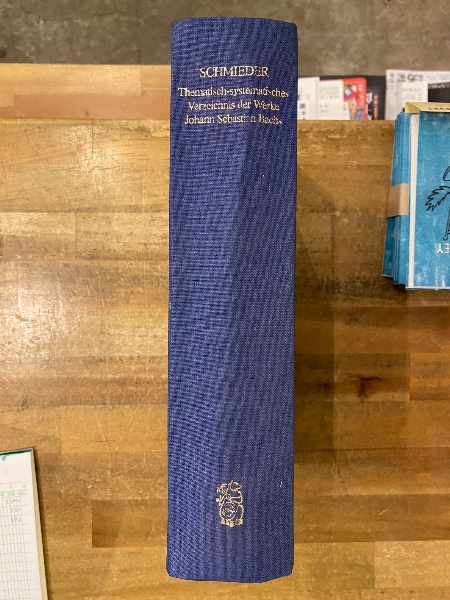 SCHMIEDER
Thematisch-systematisches
Verzeichnis der Werke
Johann Sebastian Bachs